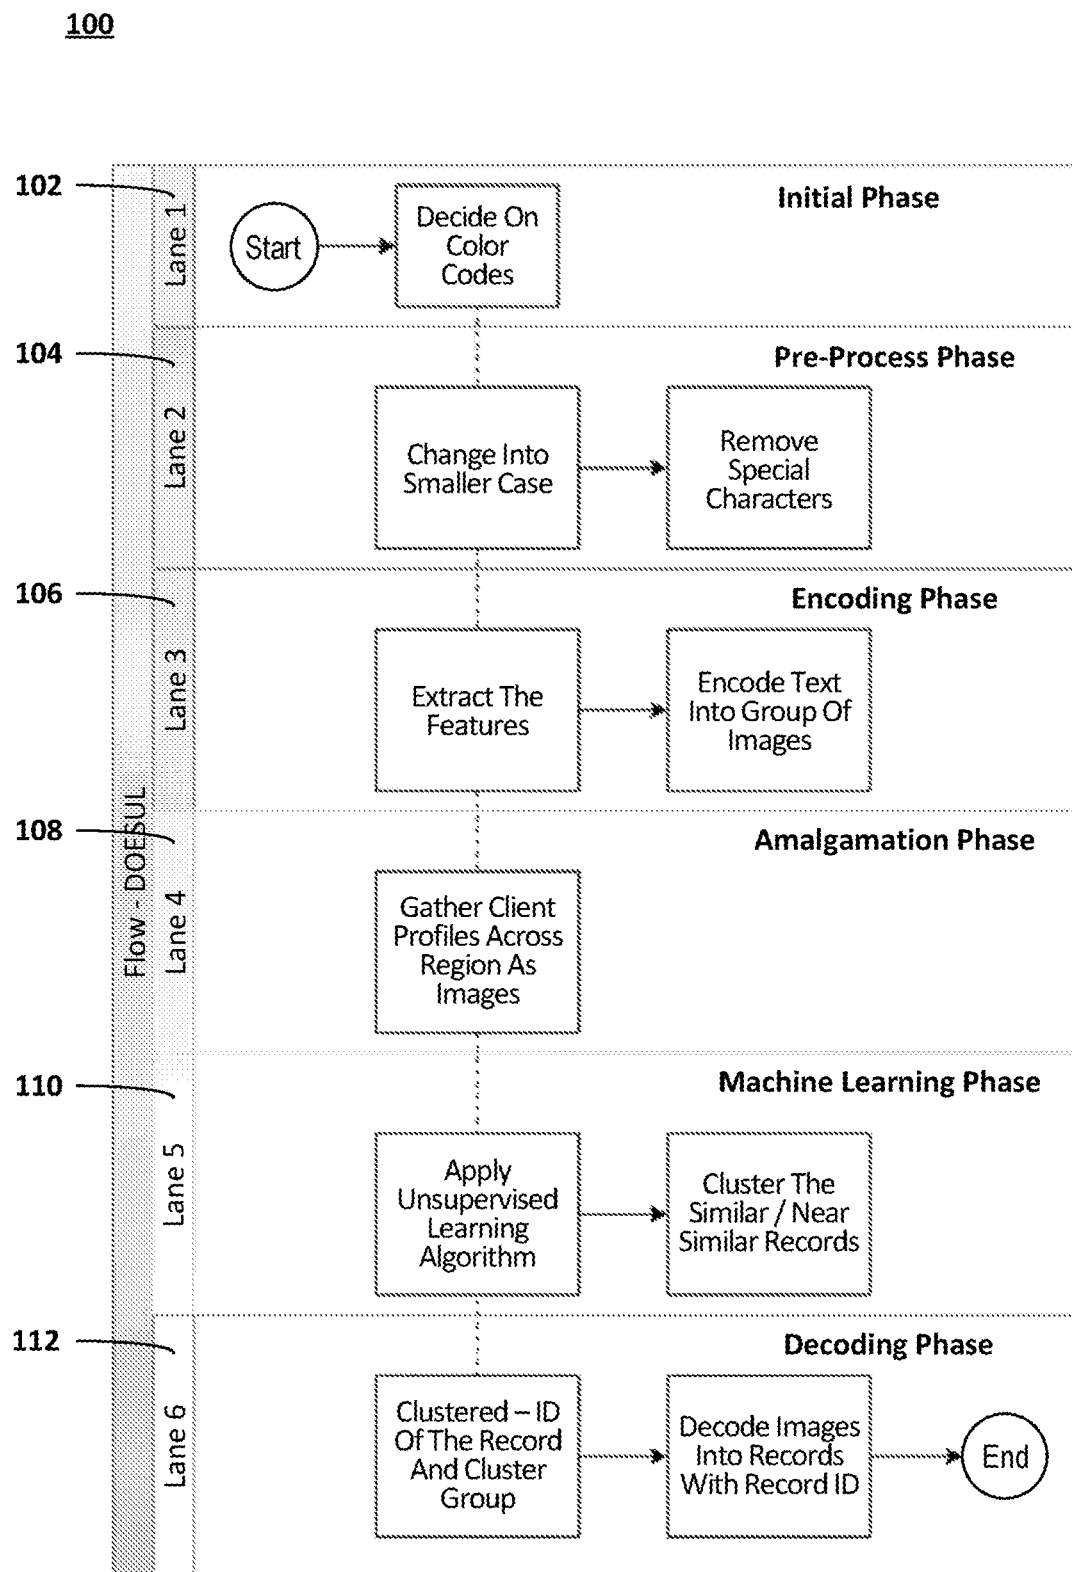 100
Flow - DOESUL
102
Lane 1
Initial Phase
Start
Decide On
Color
Codes
104
Lane 2
Pre-Process Phase
Change Into
Smaller Case
Remove
Special
Characters
106
Lane 3
Encoding Phase
Extract The
Features
Encode Text
Into Group Of
Images
108
Lane 4
Amalgamation Phase
Gather Client
Profiles Across
Region As
Images
110
Lane 5
Machine Learning Phase
Apply
Unsupervised
Learning
Algorithm
Cluster The
Similar / Near
Similar Records
112
Lane 6
Decoding Phase
Clustered – ID
Of The Record
And Cluster
Group
Decode Images
Into Records
With Record ID
End